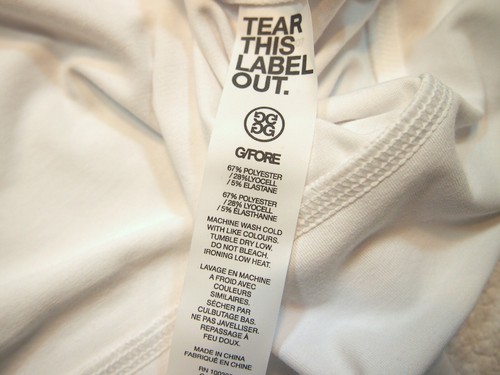 TEAR
THIS
LABEL
OUT.
G/FORE
67% POLYESTER
/ 28%LYOCELL
/ 5% ELASTANE
67% POLYESTER
/ 28% LYOCELL
/ 5% ÉLASTHANNE
MACHINE WASH COLD
WITH LIKE COLOURS.
TUMBLE DRY LOW.
DO NOT BLEACH.
IRONING LOW HEAT.
LAVAGE EN MACHINE
A FROID AVEC
COULEURS
SIMILAIRES.
SÉCHER PAR
CULBUTAGE BAS.
NE PAS JAVELLISER.
REPASSAGE À
FEU DOUX.
MADE IN CHINA
FABRIQUÉ EN CHINE
RN